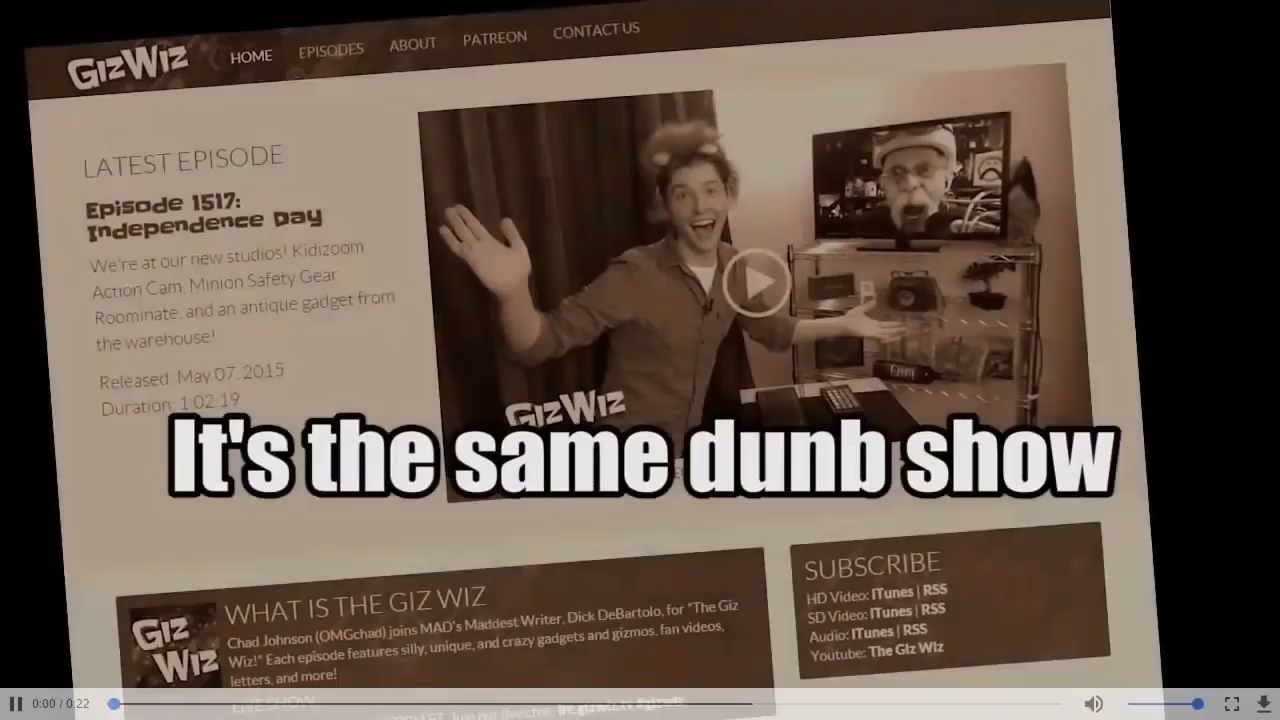 GizWiz
HOME EPISODES ABOUT PATREON CONTACT US
LATEST EPISODE
Episode 1517:
Independence Day
We're at our new studios! Kidizoom
Action Cam, Minion Safety Gear
Roominate, and an antique gadget from
the warehouse!
Released: May 07, 2015
Duration: 1:02:19
GizWiz
It's the same dunb show
WHAT IS THE GIZ WIZ
Giz
Wiz
Chad Johnson (OMGchad) joins MAD's Maddest Writer, Dick DeBartolo, for "The Giz
Wiz!" Each episode features silly, unique, and crazy gadgets and gizmos, fan videos,
letters, and more!
LIVE SHOW
SUBSCRIBE
HD Video: iTunes | RSS
SD Video: iTunes | RSS
Audio: iTunes | RSS
Youtube: The Giz Wiz
0:00 / 0:22